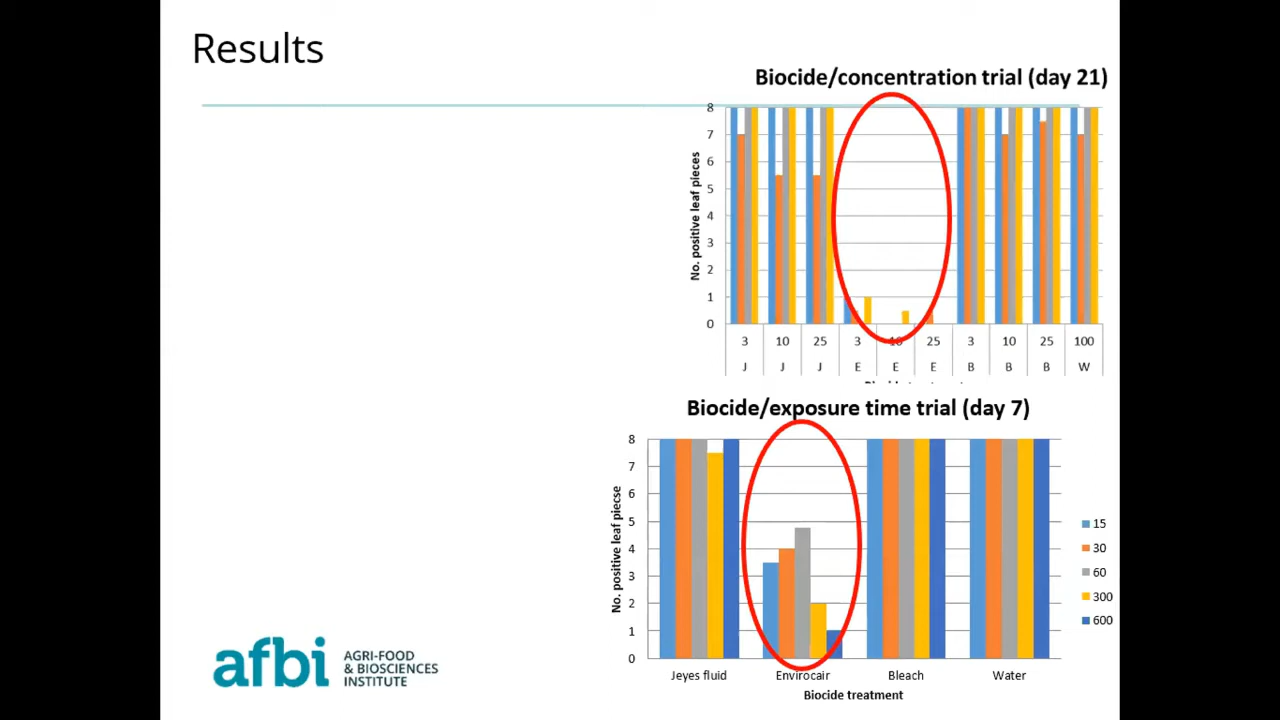 Results
Biocide/concentration trial (day 21)
No. positive leaf pieces
8
7
6
5
4
3
2
1
0
3 10 25 3 10 25 3 10 25 100
J J J E E E B B B W
Biocide/exposure time trial (day 7)
No. positive leaf piecse
8
7
6
5
4
3
2
1
0
15
30
60
300
600
Jeyes fluid Envirocair Bleach Water
Biocide treatment
afbi AGRI-FOOD
& BIOSCIENCES
INSTITUTE